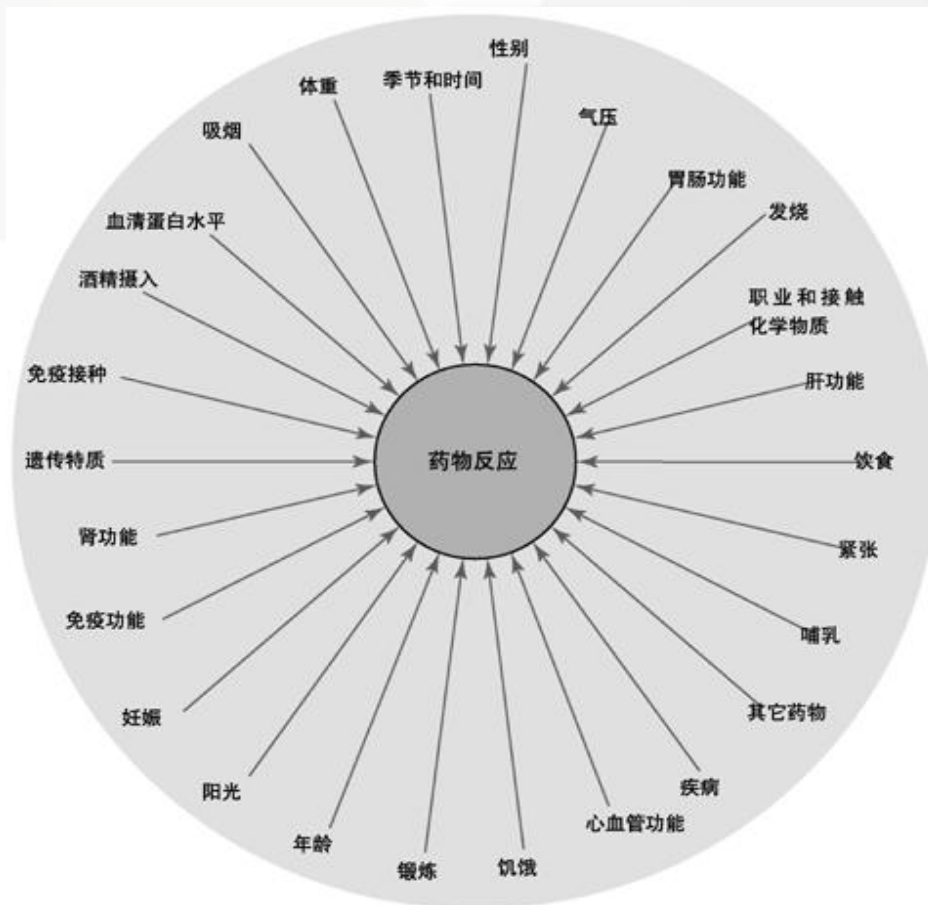 性别
季节和时间
体重
气压
吸烟
胃肠功能
发烧
血清蛋白水平
酒精摄入
职业和接触
化学物质
免疫接种
肝功能
遗传特质
药物反应
饮食
肾功能
紧张
免疫功能
哺乳
妊娠
其它药物
阳光
疾病
心血管功能
年龄
锻炼
饥饿